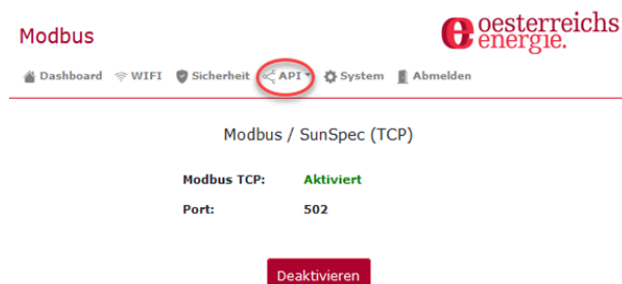 Modbus
oesterreichs
energie.
Dashboard WIFI Sicherheit API System Abmelden
Modbus / SunSpec (TCP)
Modbus TCP: Aktiviert
Port: 502
Deaktivieren